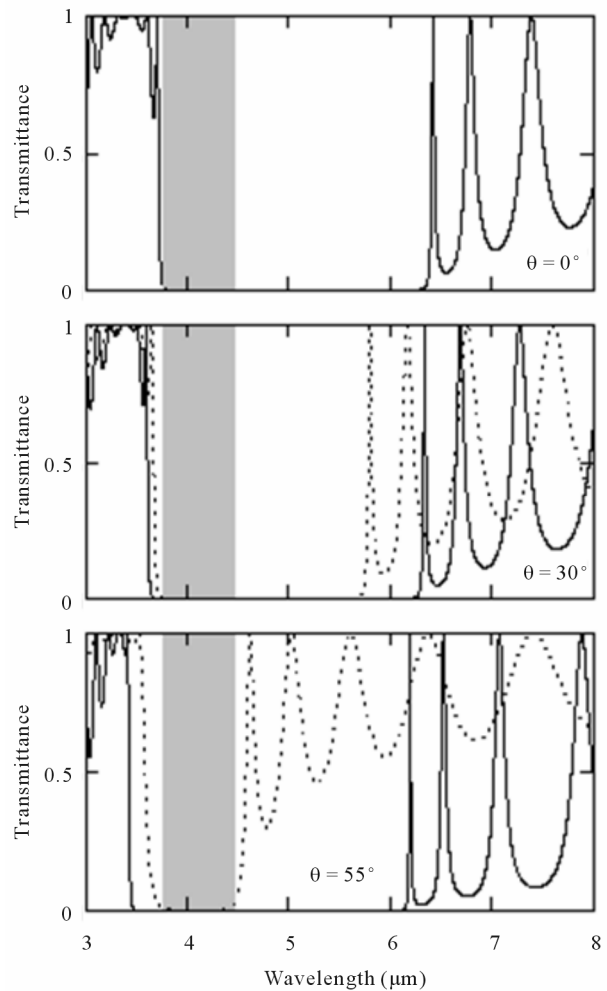 1
Transmittance
0.5
θ = 0°
0
1
Transmittance
0.5
θ = 30°
0
1
Transmittance
0.5
θ = 55°
0
3 4 5 6 7 8
Wavelength (μm)